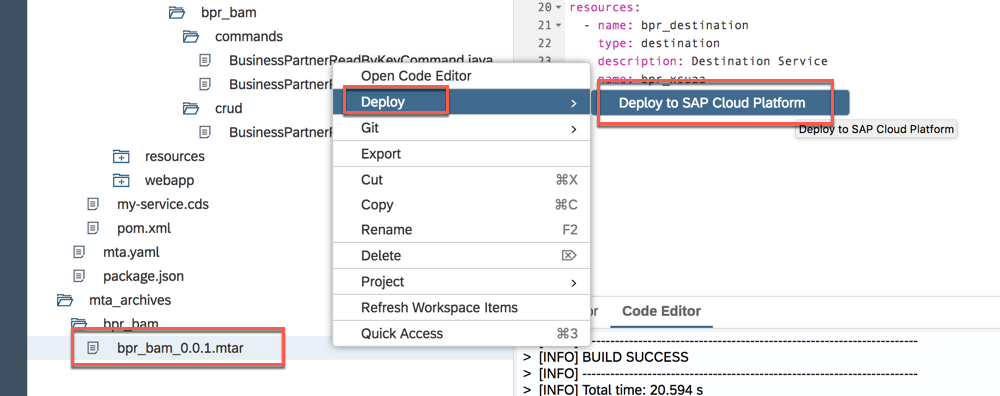 bpr_bam
commands
BusinessPartnerReadByKeyCommand.java
crud
BusinessPartnerR
resources
webapp
my-service.cds
pom.xml
mta.yaml
package.json
mta_archives
bpr_bam
bpr_bam_0.0.1.mtar
Open Code Editor
Deploy >
Git >
Export
Cut ⌘X
Copy ⌘C
Rename F2
Delete ⌦
Project >
Refresh Workspace Items
Quick Access ⌘3
Deploy to SAP Cloud Platform
Deploy to SAP Cloud Platform
20 resources:
21 - name: bpr_destination
22 type: destination
23 description: Destination Service
name: bpr_xsuaa
or Code Editor
> [INFO] ------------------------------------------------------------------------
> [INFO] BUILD SUCCESS
> [INFO] ------------------------------------------------------------------------
> [INFO] Total time: 20.594 s